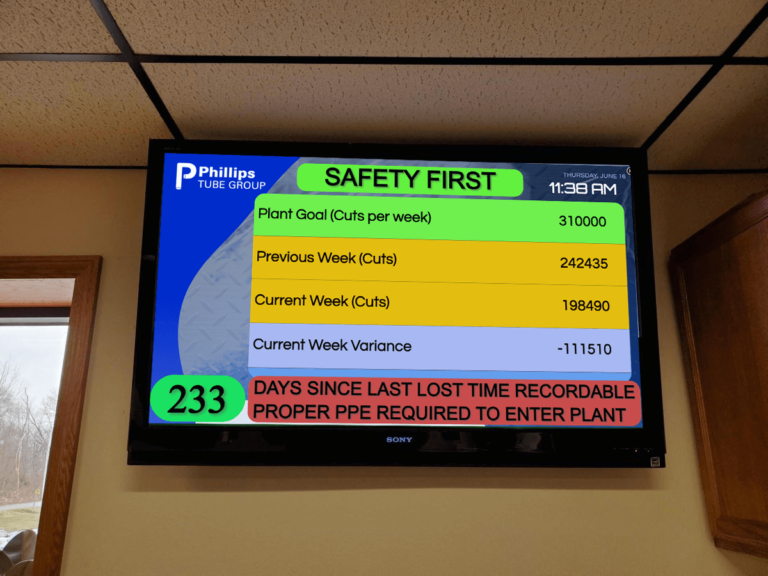 Phillips
TUBE GROUP
SAFETY FIRST
THURSDAY, JUNE 16
11:38 AM
Plant Goal (Cuts per week) 310000
Previous Week (Cuts) 242435
Current Week (Cuts) 198490
Current Week Variance -111510
233
DAYS SINCE LAST LOST TIME RECORDABLE
PROPER PPE REQUIRED TO ENTER PLANT
SONY